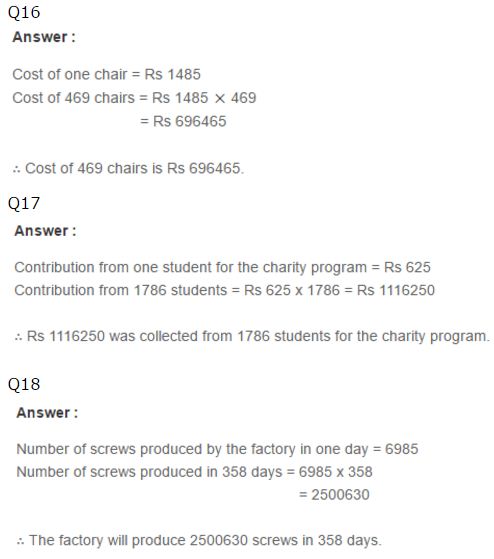 Q16
Answer :
Cost of one chair = Rs 1485
Cost of 469 chairs = Rs 1485 × 469
= Rs 696465
∴ Cost of 469 chairs is Rs 696465.
Q17
Answer :
Contribution from one student for the charity program = Rs 625
Contribution from 1786 students = Rs 625 x 1786 = Rs 1116250
∴ Rs 1116250 was collected from 1786 students for the charity program.
Q18
Answer :
Number of screws produced by the factory in one day = 6985
Number of screws produced in 358 days = 6985 x 358
= 2500630
∴ The factory will produce 2500630 screws in 358 days.